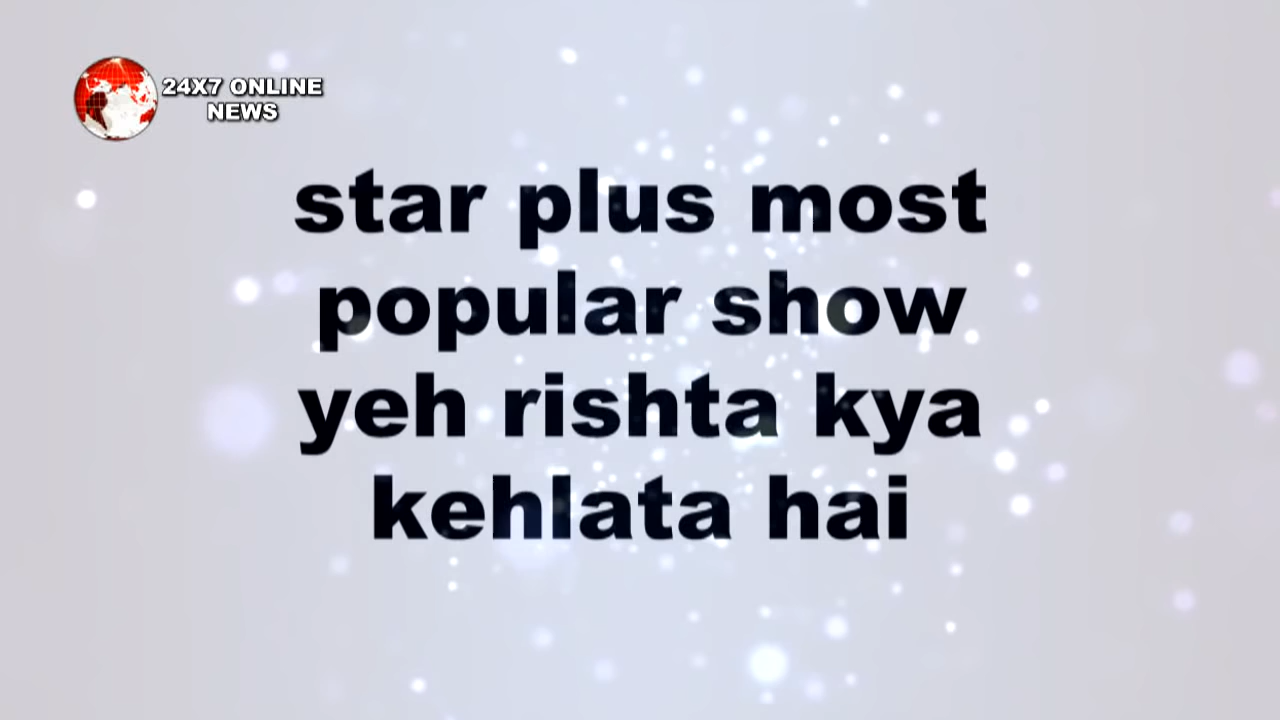 24X7 ONLINE
NEWS
star plus most
popular show
yeh rishta kya
kehlata hai